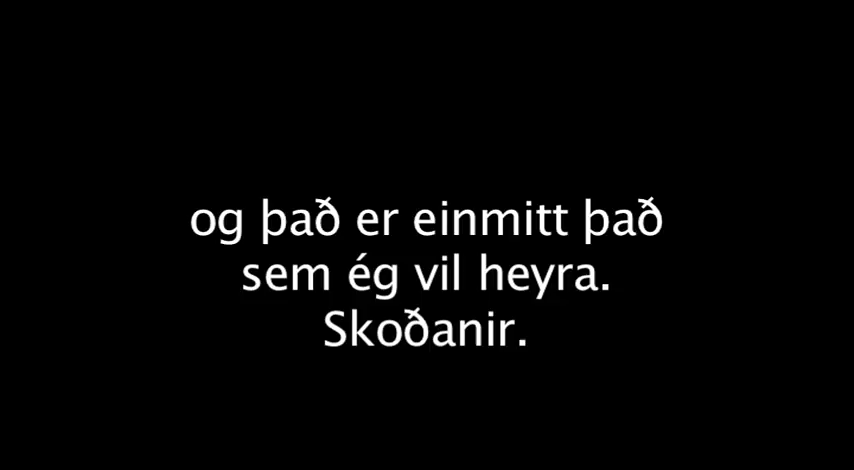 og það er einmitt það
sem ég vil heyra.
Skoðanir.